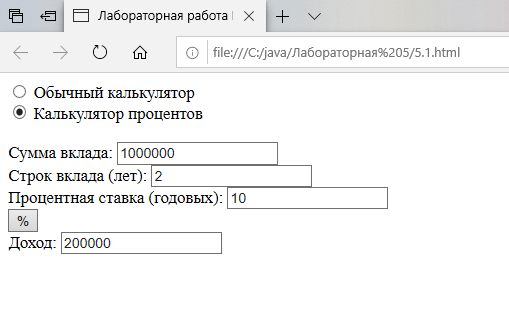 Лабораторная работа
file:///C:/java/Лабораторная%205/5.1.html
Обычный калькулятор
Калькулятор процентов
Сумма вклада: 1000000
Строк вклада (лет): 2
Процентная ставка (годовых): 10
%
Доход: 200000